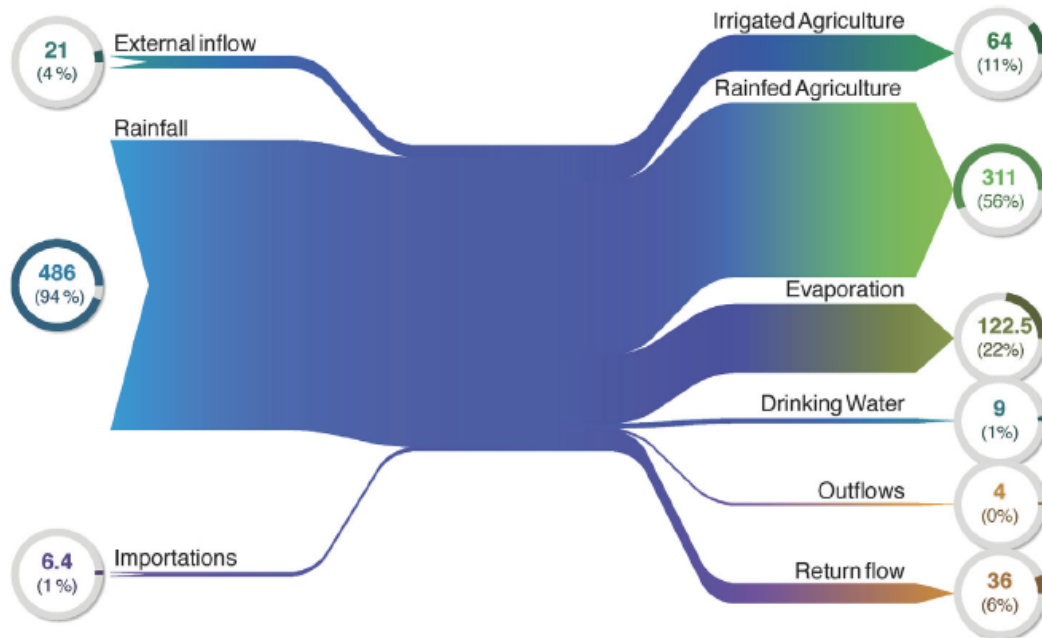 External inflow
21
(4 %)
Rainfall
486
(94 %)
Importations
6.4
(1 %)
Irrigated Agriculture
64
(11%)
Rainfed Agriculture
311
(56%)
Evaporation
122.5
(22%)
Drinking Water
9
(1%)
Outflows
4
(0%)
Return flow
36
(6%)